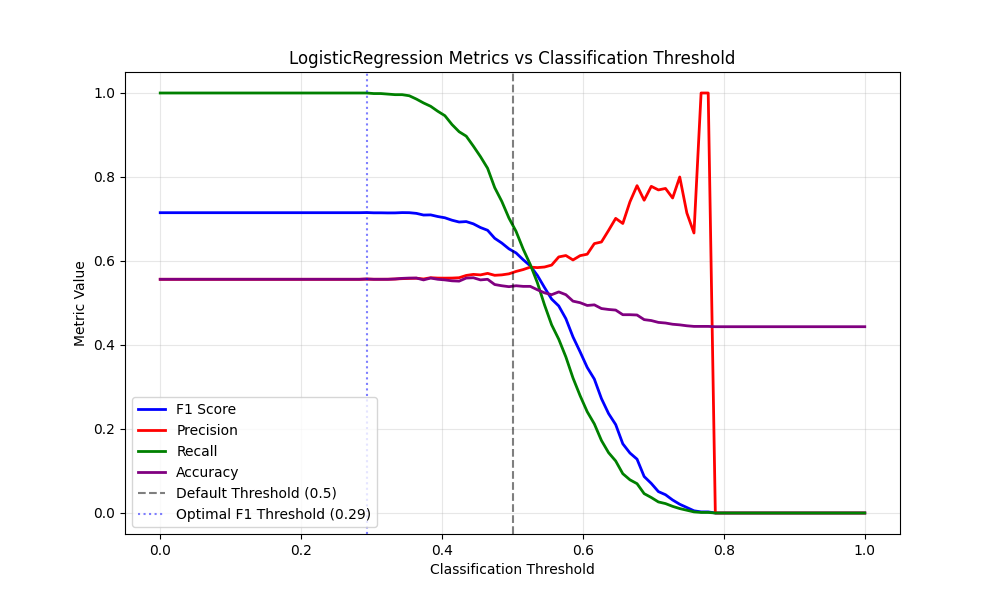 LogisticRegression Metrics vs Classification Threshold
Metric Value
1.0
0.8
0.6
0.4
0.2
0.0
F1 Score
Precision
Recall
Accuracy
Default Threshold (0.5)
Optimal F1 Threshold (0.29)
0.0 0.2 0.4 0.6 0.8 1.0
Classification Threshold